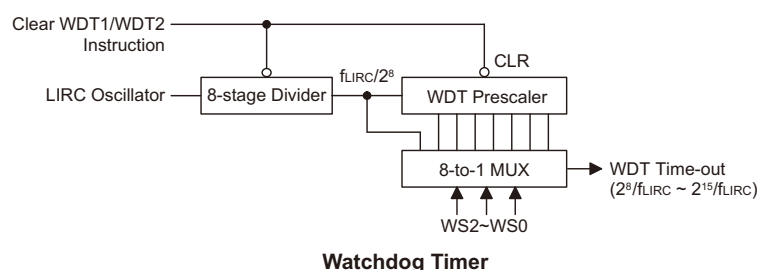 Clear WDT1/WDT2
Instruction
CLR
fLIRC/2⁸
LIRC Oscillator
8-stage Divider
WDT Prescaler
8-to-1 MUX
WDT Time-out
(2⁸/fLIRC ~ 2¹⁵/fLIRC)
WS2~WS0
Watchdog Timer